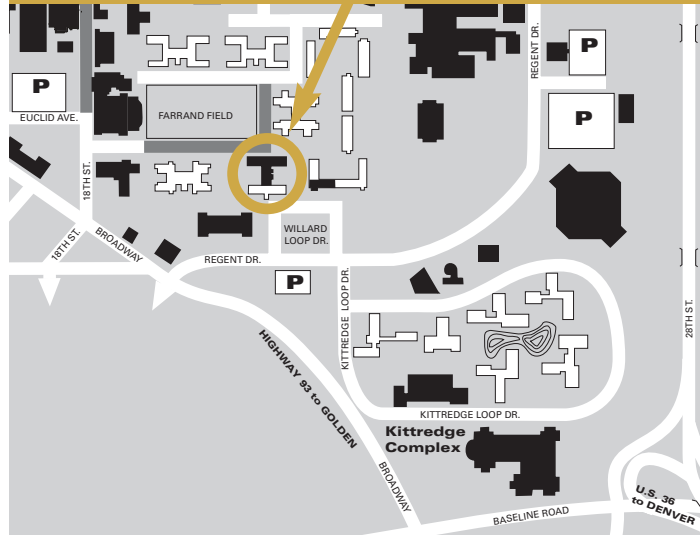 P
REGENT DR.
P
EUCLID AVE.
FARRAND FIELD
P
18TH ST.
18TH ST.
BROADWAY
WILLARD
LOOP DR.
REGENT DR.
P
KITTREDGE LOOP DR.
28TH ST.
HIGHWAY 93 to GOLDEN
KITTREDGE LOOP DR.
Kittredge
Complex
BROADWAY
BASELINE ROAD
U.S. 36
to DENVER